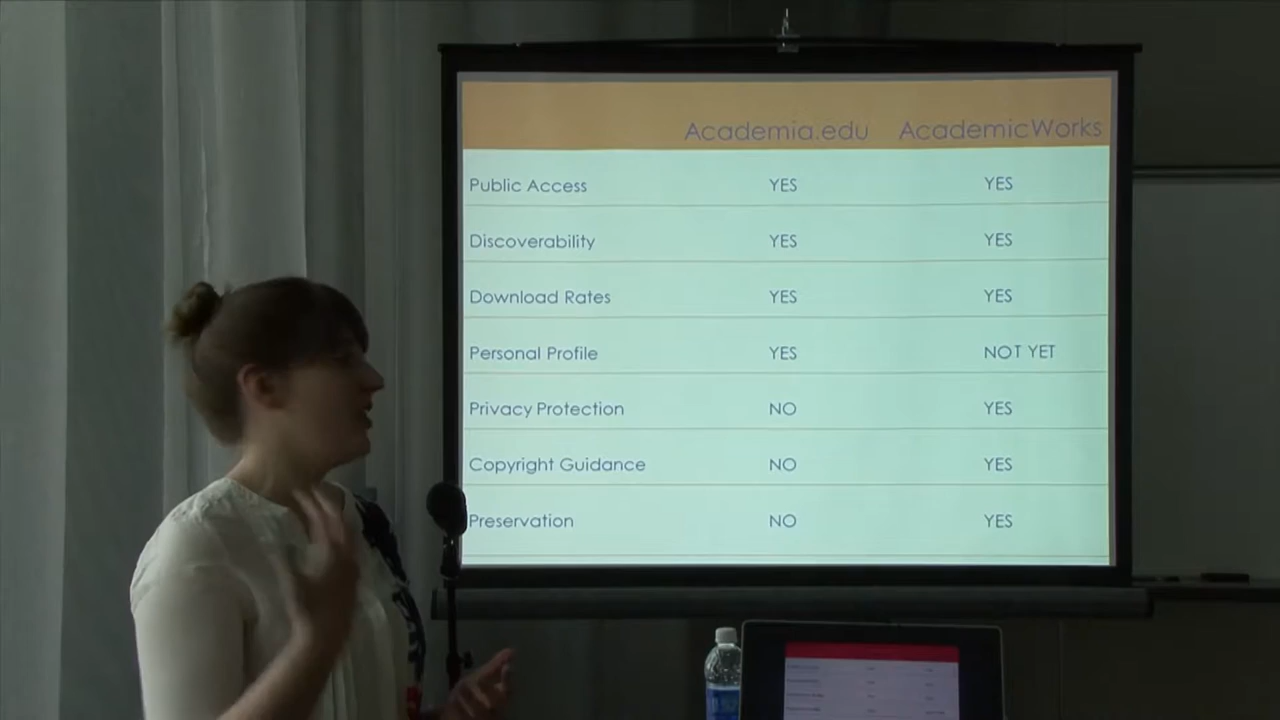 Academia.edu AcademicWorks
Public Access YES YES
Discoverability YES YES
Download Rates YES YES
Personal Profile YES NOT YET
Privacy Protection NO YES
Copyright Guidance NO YES
Preservation NO YES